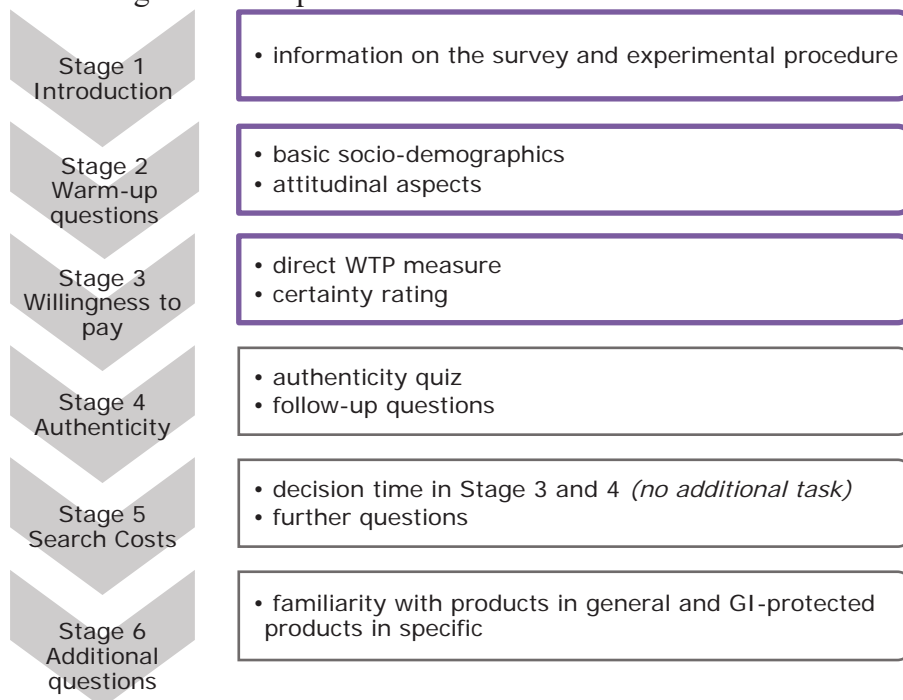 Stage 1
Introduction
• information on the survey and experimental procedure
Stage 2
Warm-up
questions
• basic socio-demographics
• attitudinal aspects
Stage 3
Willingness to
pay
• direct WTP measure
• certainty rating
Stage 4
Authenticity
• authenticity quiz
• follow-up questions
Stage 5
Search Costs
• decision time in Stage 3 and 4 (no additional task)
• further questions
Stage 6
Additional
questions
• familiarity with products in general and GI-protected
products in specific